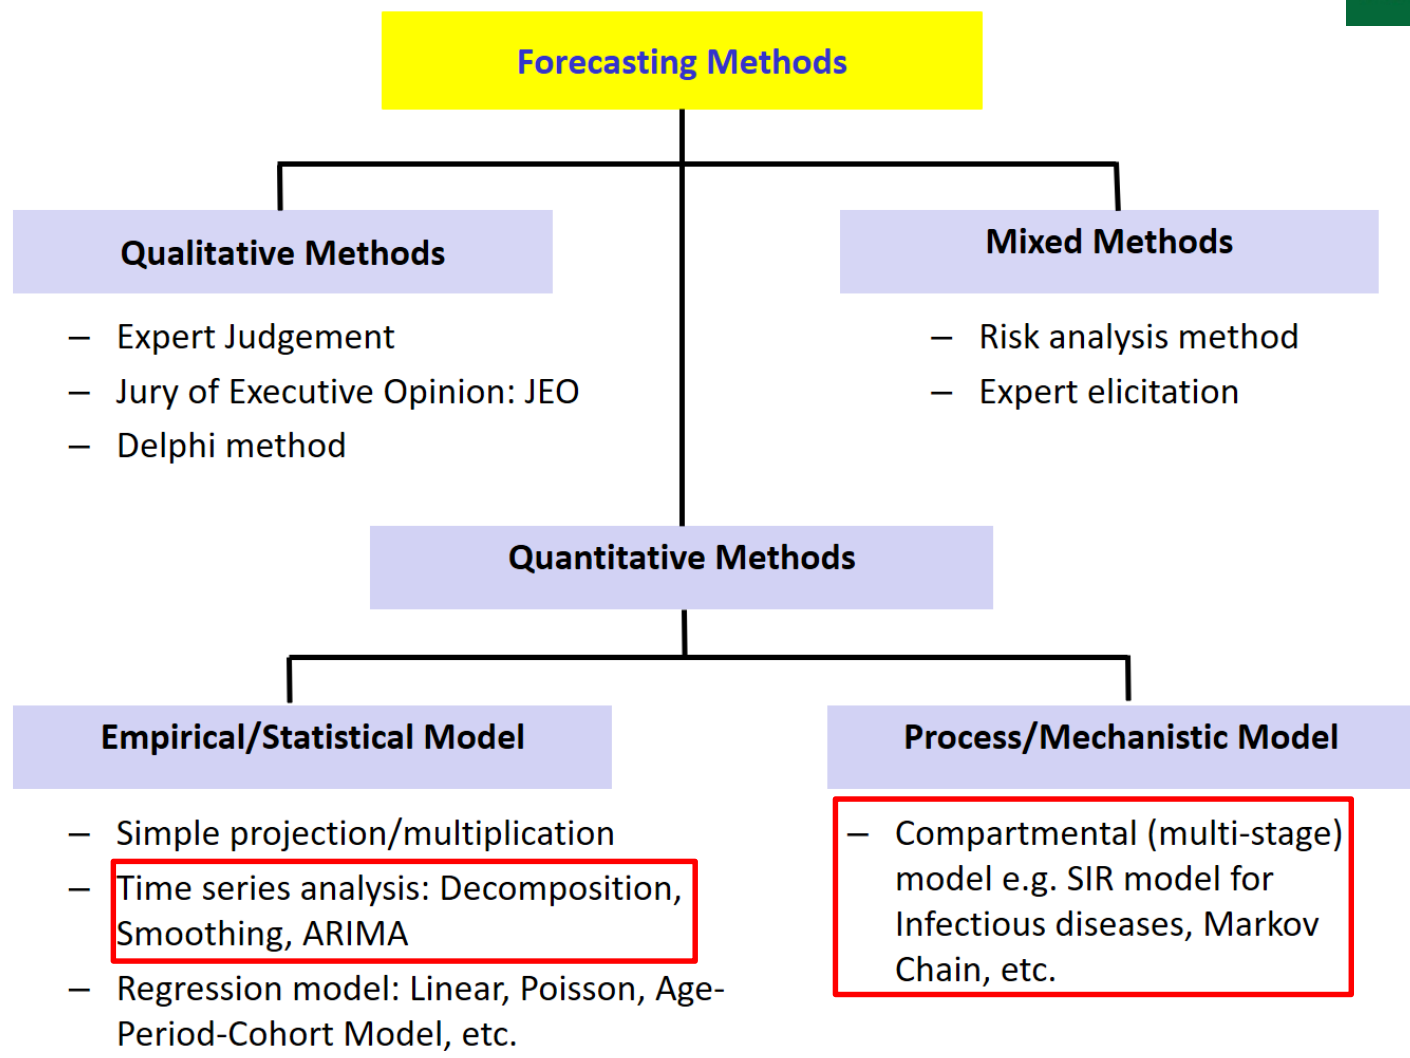 Forecasting Methods
Qualitative Methods
– Expert Judgement
– Jury of Executive Opinion: JEO
– Delphi method
Mixed Methods
– Risk analysis method
– Expert elicitation
Quantitative Methods
Empirical/Statistical Model
– Simple projection/multiplication
– Time series analysis: Decomposition,
Smoothing, ARIMA
– Regression model: Linear, Poisson, Age-
Period-Cohort Model, etc.
Process/Mechanistic Model
– Compartmental (multi-stage)
model e.g. SIR model for
Infectious diseases, Markov
Chain, etc.